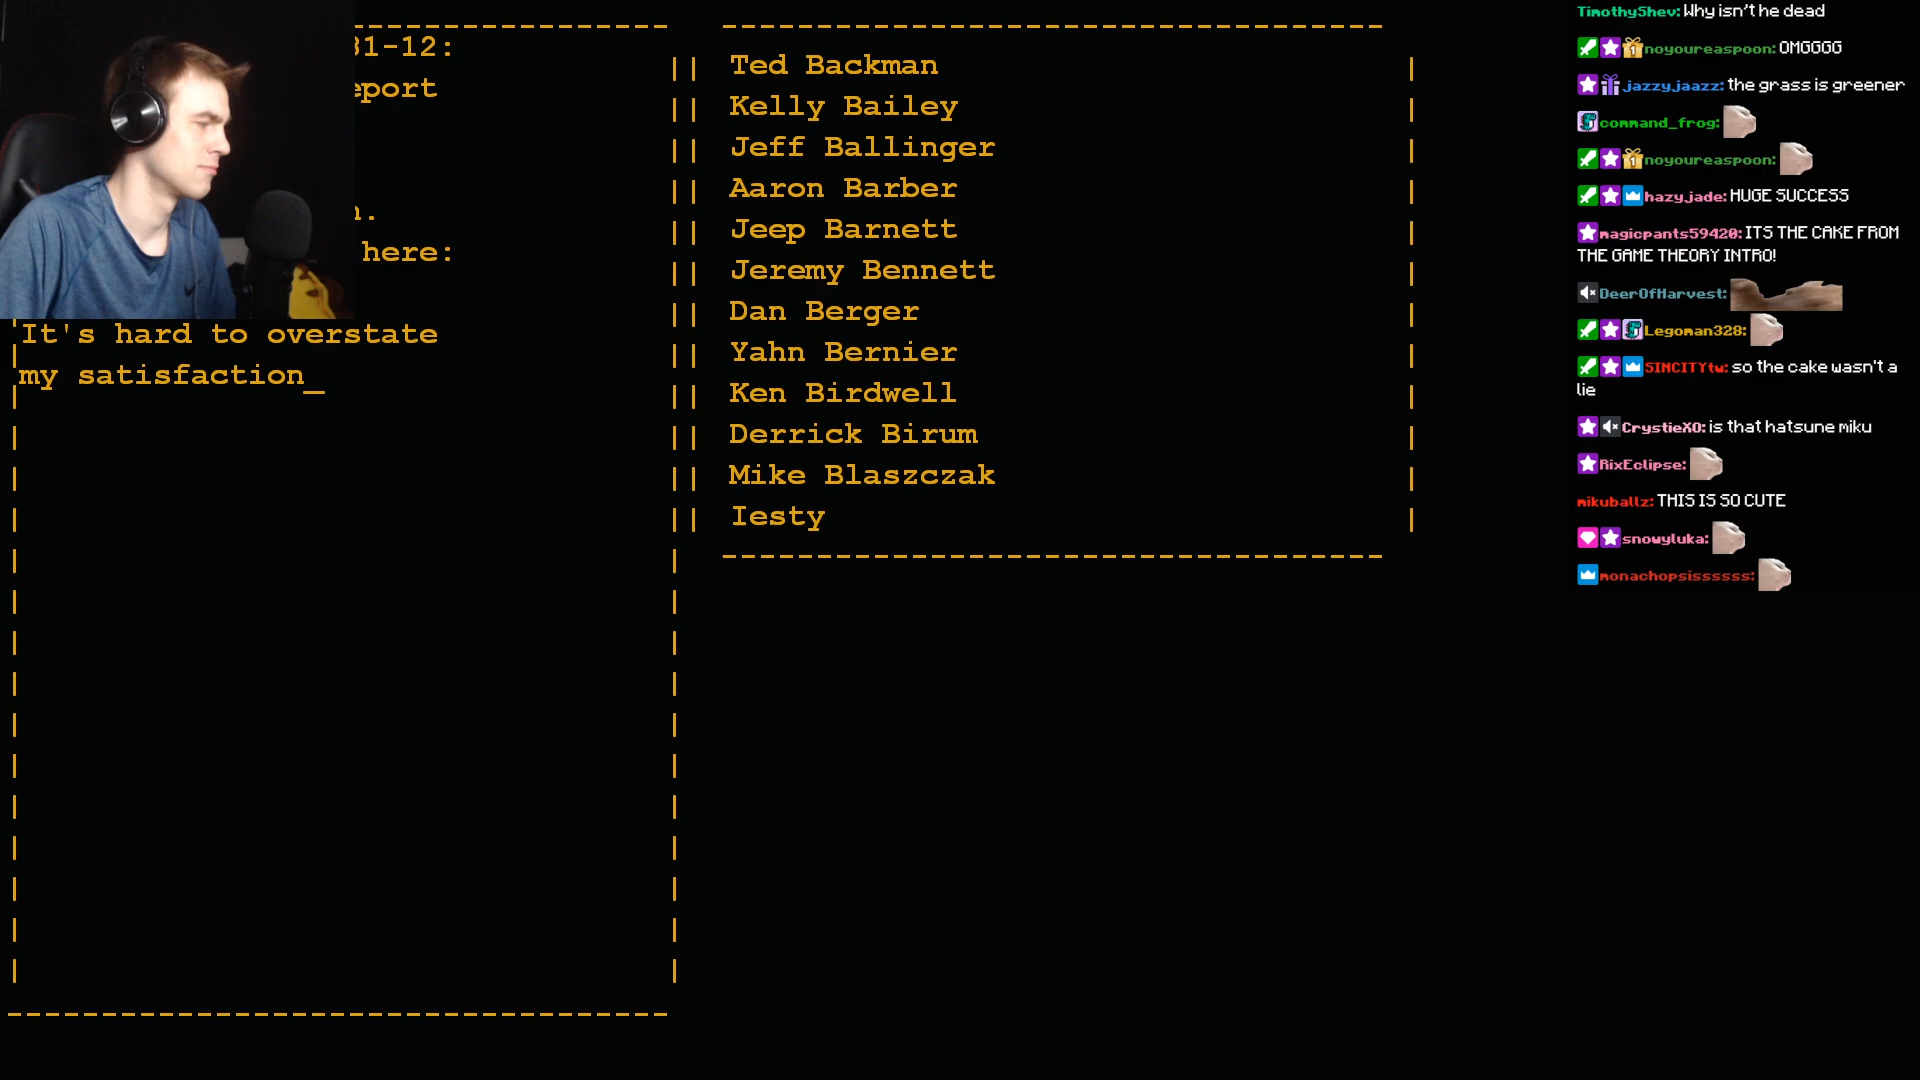 31-12:
eport
n.
here:
It's hard to overstate
my satisfaction_
Ted Backman
Kelly Bailey
Jeff Ballinger
Aaron Barber
Jeep Barnett
Jeremy Bennett
Dan Berger
Yahn Bernier
Ken Birdwell
Derrick Birum
Mike Blaszczak
Iesty
TimothyShev: Why isn't he dead
noyoureaspoon: OMGGGG
jazzyjaazz: the grass is greener
command_frog:
noyoureaspoon:
hazyjade: HUGE SUCCESS
magicpants59420: ITS THE CAKE FROM
THE GAME THEORY INTRO!
DeerOfHarvest:
Legoman328:
SINCITYtw: so the cake wasn't a
lie
CrystieXO: is that hatsune miku
RixEclipse:
mikuballz: THIS IS SO CUTE
snowyluka:
monachopsissssss: